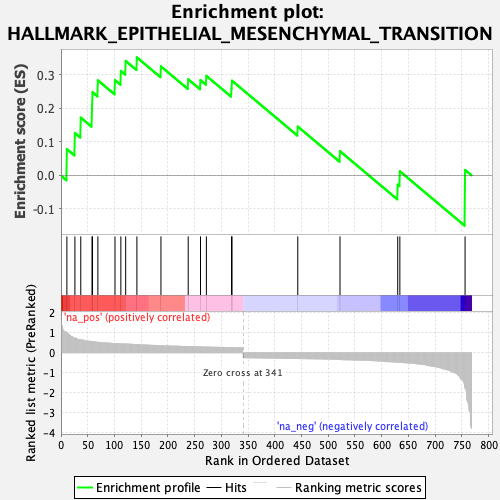 Enrichment plot:
HALLMARK_EPITHELIAL_MESENCHYMAL_TRANSITION
Enrichment score (ES)
0.3
0.2
0.1
0.0
-0.1
'na_pos' (positively correlated)
Ranked list metric (PreRanked)
2
1
0
-1
-2
-3
-4
Zero cross at 341
'na_neg' (negatively correlated)
0 50 100 150 200 250 300 350 400 450 500 550 600 650 700 750 800
Rank in Ordered Dataset
Enrichment profile Hits Ranking metric scores